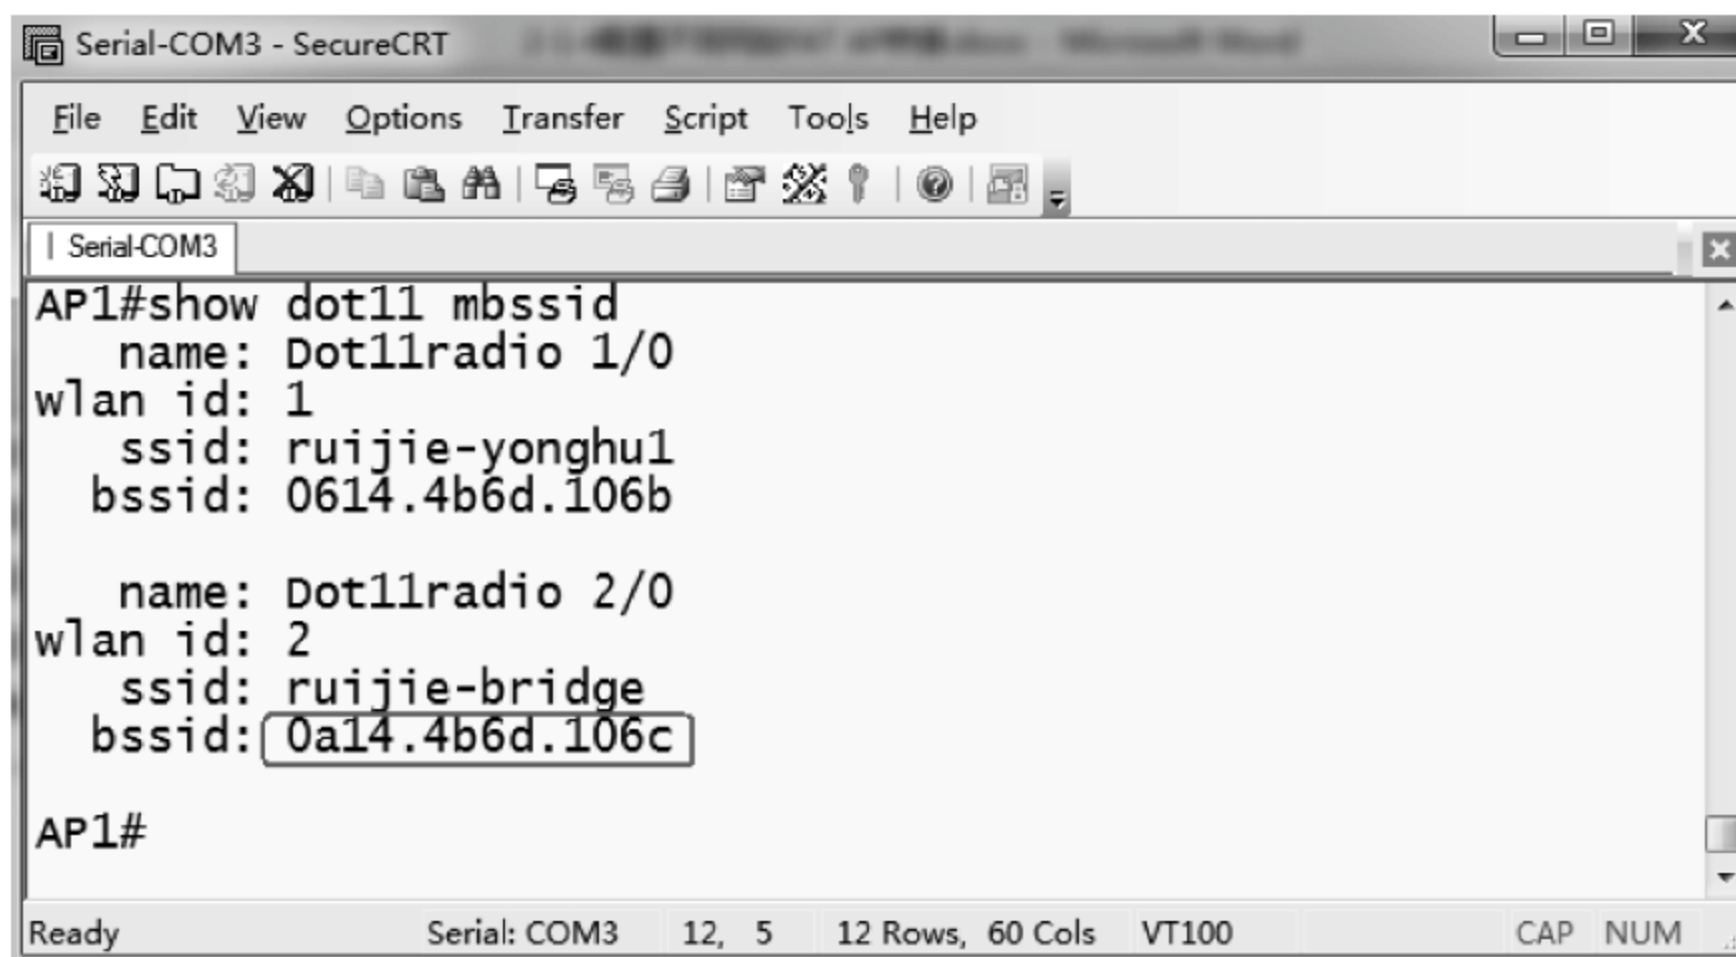 Serial-COM3 - SecureCRT
File Edit View Options Transfer Script Tools Help
Serial-COM3
AP1#show dot11 mbssid
name: Dot11radio 1/0
wlan id: 1
ssid: ruijie-yonghu1
bssid: 0614.4b6d.106b
name: Dot11radio 2/0
wlan id: 2
ssid: ruijie-bridge
bssid: 0a14.4b6d.106c
AP1#
Ready Serial: COM3 12, 5 12 Rows, 60 Cols VT100 CAP NUM